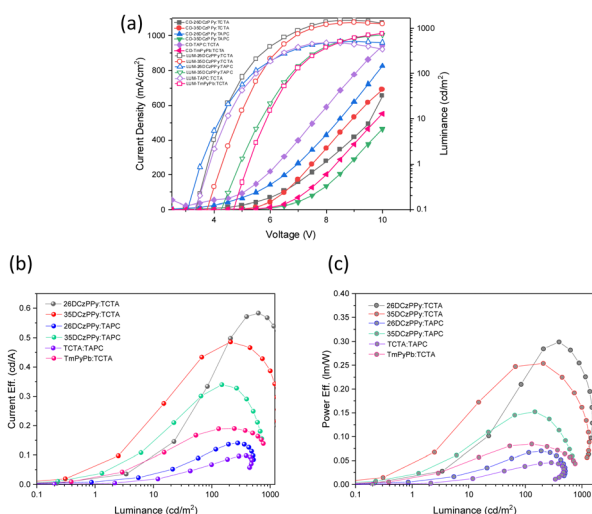 (a)
CD-26DCzPPy:TCTA
CD-35DCzPPy:TCTA
CD-26DCzPPy:TAPC
CD-35DCzPPy:TAPC
CD-TAPC:TCTA
CD-TmPyPb:TCTA
LUM-26DCzPPy:TCTA
LUM-35DCzPPy:TCTA
LUM-26DCzPPy:TAPC
LUM-35DCzPPy:TAPC
LUM-TAPC:TCTA
LUM-TmPyPb:TCTA
Current Density (mA/cm²)
1000
800
600
400
200
0
Luminance (cd/m²)
1000
100
10
1
0.1
4 6 8 10
Voltage (V)
(b)
26DCzPPy:TCTA
35DCzPPy:TCTA
26DCzPPy:TAPC
35DCzPPy:TAPC
TCTA:TAPC
TmPyPb:TCTA
Current Eff. (cd/A)
0.6
0.5
0.4
0.3
0.2
0.1
0.0
0.1 1 10 100 1000
Luminance (cd/m²)
(c)
26DCzPPy:TCTA
35DCzPPy:TCTA
26DCzPPy:TAPC
35DCzPPy:TAPC
TCTA:TAPC
TmPyPb:TCTA
Power Eff. (lm/W)
0.40
0.35
0.30
0.25
0.20
0.15
0.10
0.05
0.00
0.1 1 10 100 1000
Luminance (cd/m²)